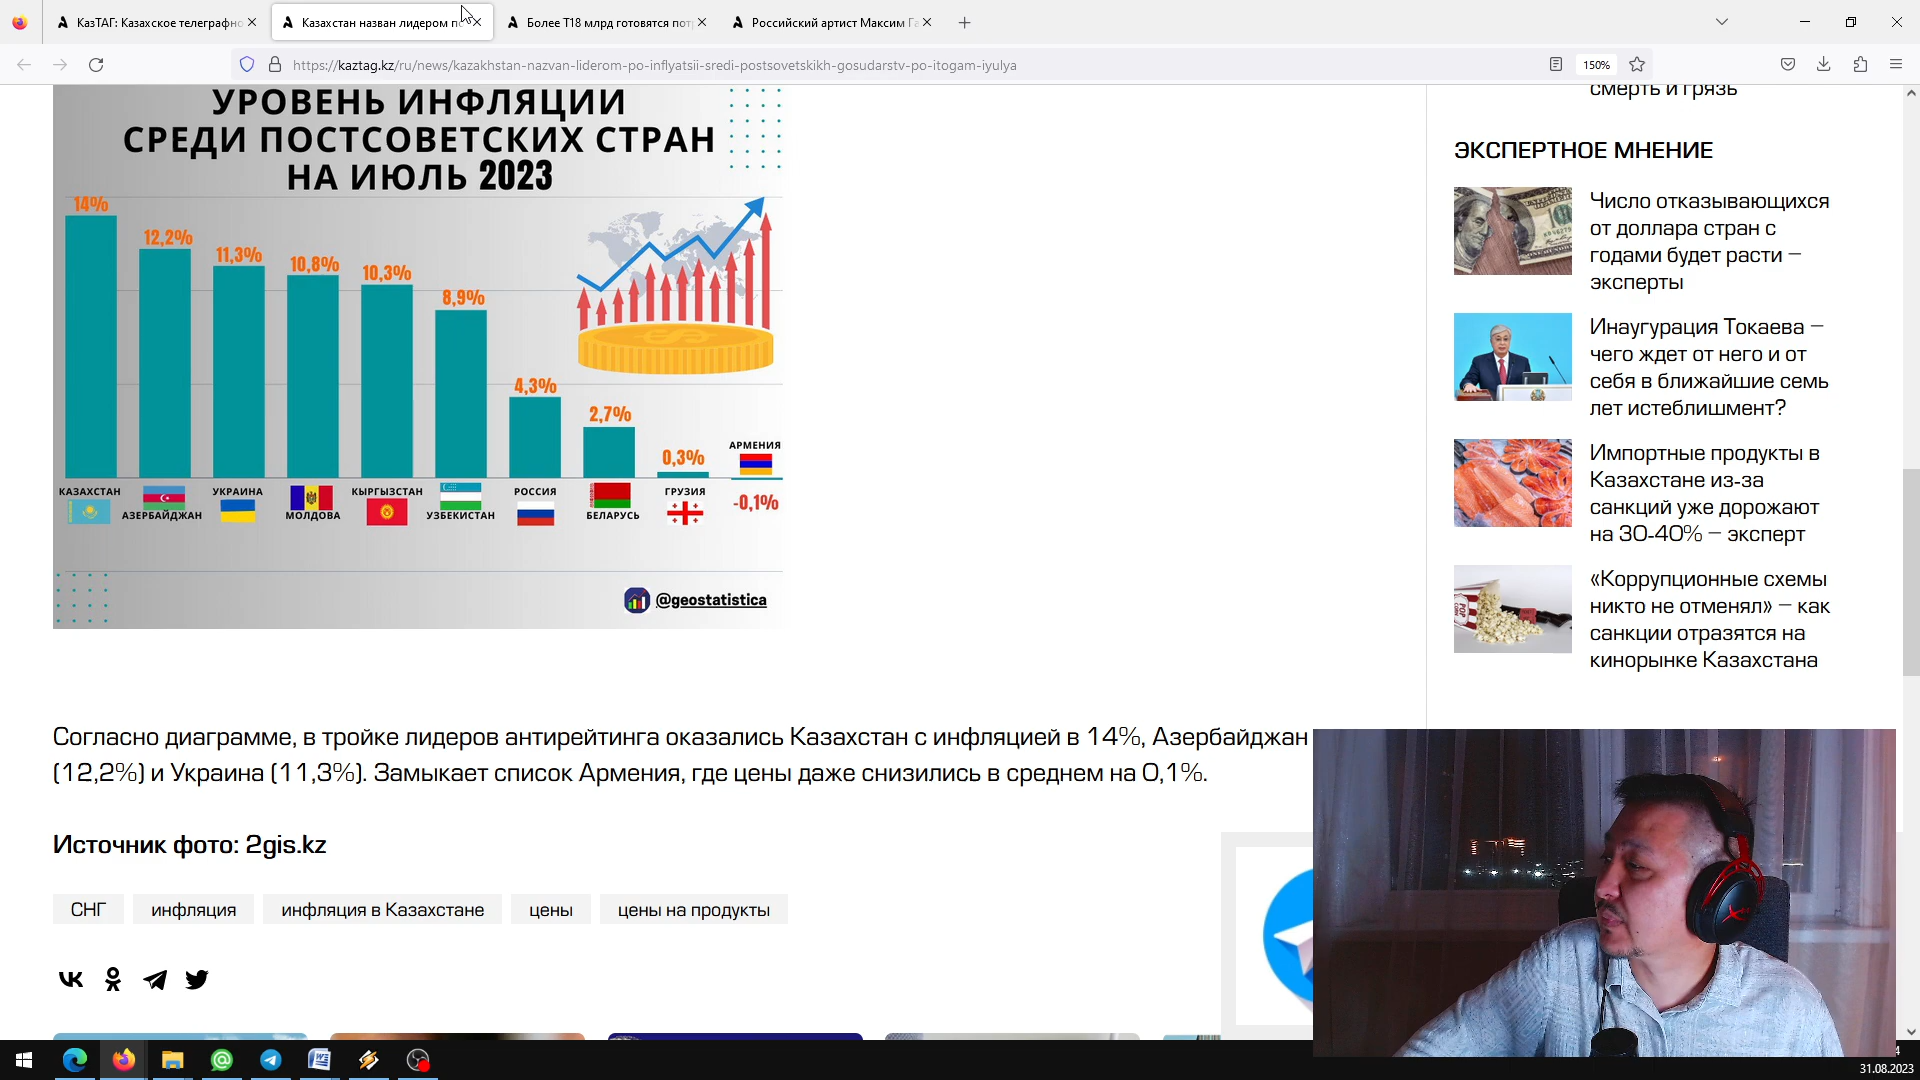 КазТАГ: Казахское телеграфно
Казахстан назван лидером по
Более Т18 млрд готовятся пот
Российский артист Максим Га
https://kaztag.kz/ru/news/kazakhstan-nazvan-liderom-po-inflyatsii-sredi-postsovetskikh-gosudarstv-po-itogam-iyulya
150%
УРОВЕНЬ ИНФЛЯЦИИ
СРЕДИ ПОСТСОВЕТСКИХ СТРАН
НА ИЮЛЬ 2023
14%
12,2%
11,3%
10,8%
10,3%
8,9%
4,3%
2,7%
0,3%
-0,1%
КАЗАХСТАН
АЗЕРБАЙДЖАН
УКРАИНА
МОЛДОВА
КЫРГЫЗСТАН
УЗБЕКИСТАН
РОССИЯ
БЕЛАРУСЬ
ГРУЗИЯ
АРМЕНИЯ
@geostatistica
Согласно диаграмме, в тройке лидеров антирейтинга оказались Казахстан с инфляцией в 14%, Азербайджан
(12,2%) и Украина (11,3%). Замыкает список Армения, где цены даже снизились в среднем на 0,1%.
Источник фото: 2gis.kz
СНГ
инфляция
инфляция в Казахстане
цены
цены на продукты
смерть и грязь
ЭКСПЕРТНОЕ МНЕНИЕ
Число отказывающихся
от доллара стран с
годами будет расти –
эксперты
Инаугурация Токаева –
чего ждет от него и от
себя в ближайшие семь
лет истеблишмент?
Импортные продукты в
Казахстане из-за
санкций уже дорожают
на 30-40% – эксперт
«Коррупционные схемы
никто не отменял» – как
санкции отразятся на
кинорынке Казахстана
31.08.2023